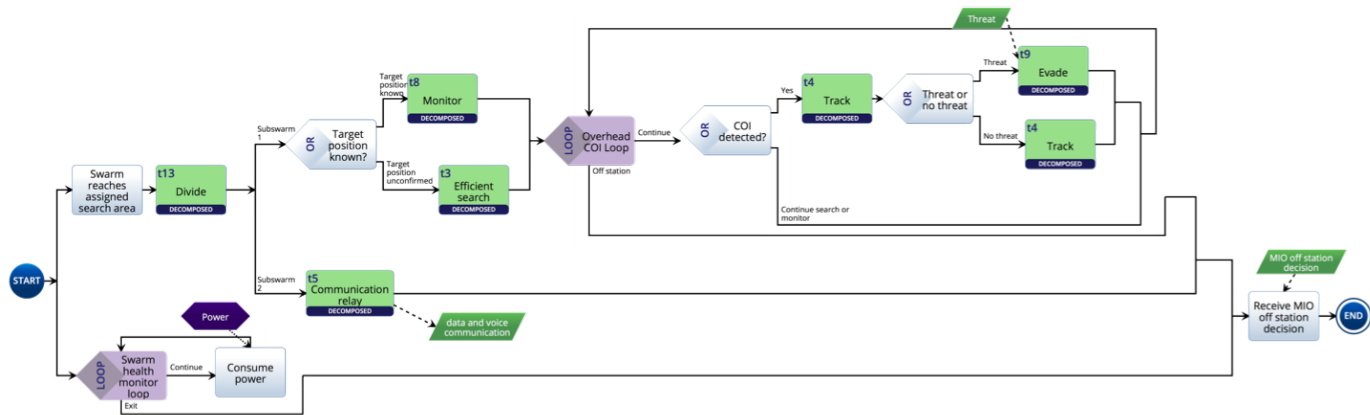 START
Swarm
reaches
assigned
search area
t13
Divide
DECOMPOSED
Subswarm
1
OR
Target
position
known?
Target
position
known
t8
Monitor
DECOMPOSED
Target
position
unconfirmed
t3
Efficient
search
DECOMPOSED
LOOP
Overhead
COI Loop
Continue
Off station
OR
COI
detected?
Yes
t4
Track
DECOMPOSED
OR
Threat or
no threat
Threat
Threat
t9
Evade
DECOMPOSED
No threat
t4
Track
DECOMPOSED
Continue search or
monitor
Subswarm
2
t5
Communication
relay
DECOMPOSED
data and voice
communication
Power
LOOP
Swarm
health
monitor
loop
Continue
Exit
Consume
power
MIO off station
decision
Receive MIO
off station
decision
END